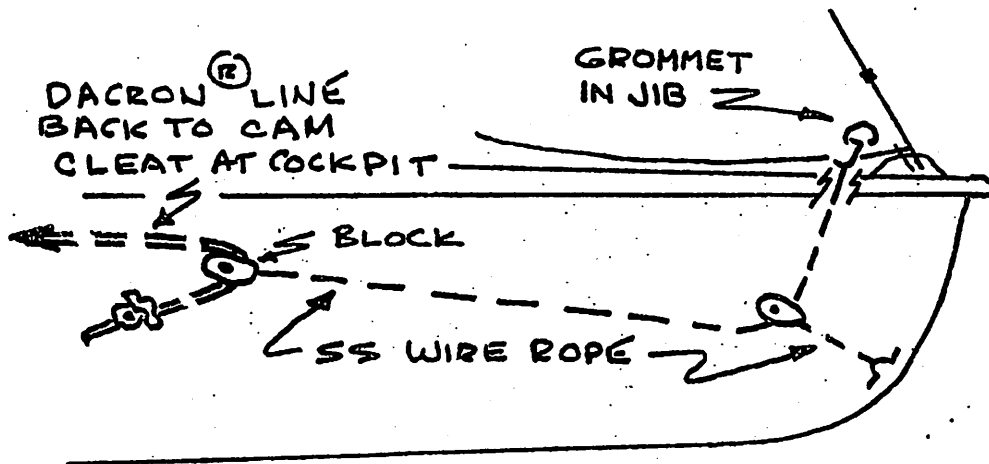 DACRON® LINE
BACK TO CAM
CLEAT AT COCKPIT
GROMMET
IN JIB
BLOCK
SS WIRE ROPE